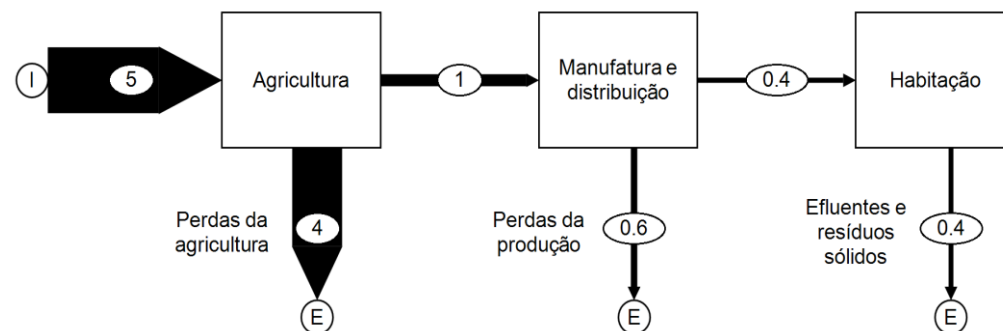 I
5
Agricultura
1
Manufatura e
distribuição
0.4
Habitação
Perdas da
agricultura
4
E
Perdas da
produção
0.6
E
Efluentes e
resíduos
sólidos
0.4
E